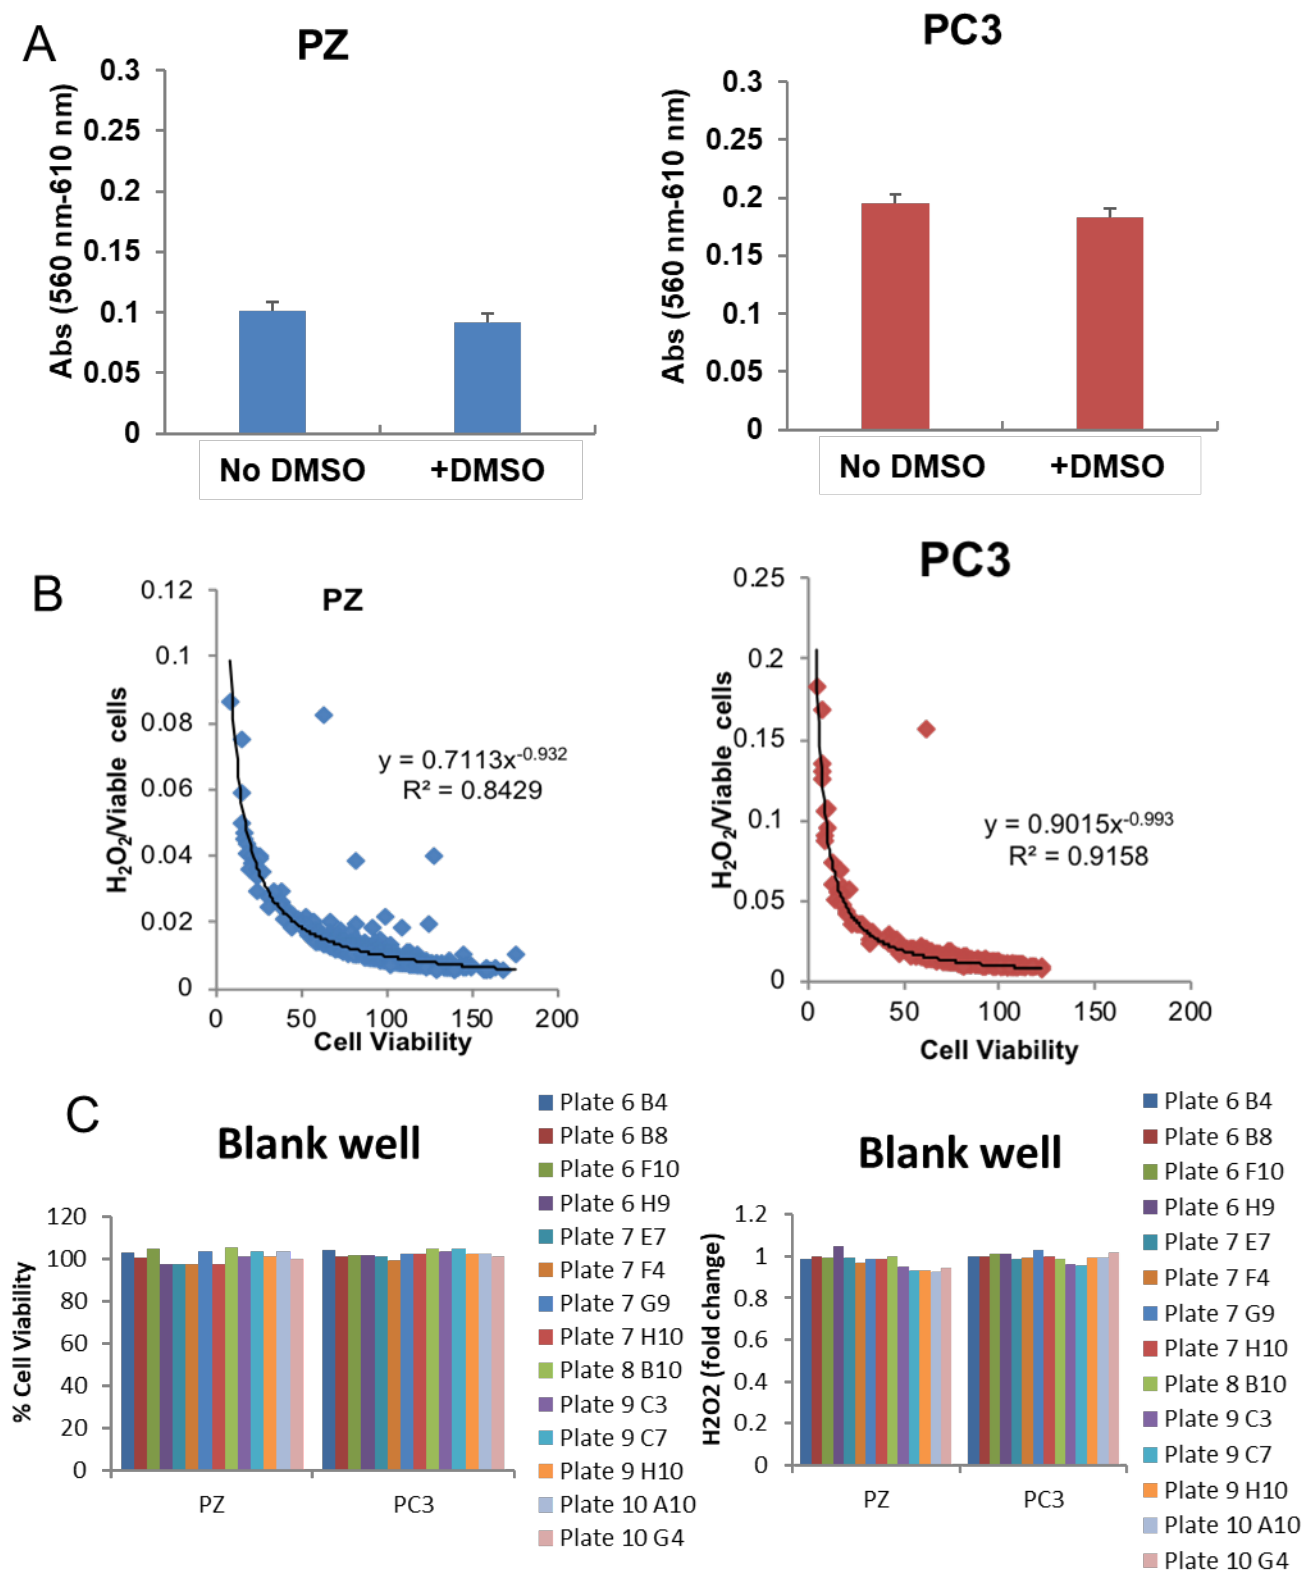 A
PZ
PC3
Abs (560 nm-610 nm)
0.3
0.25
0.2
0.15
0.1
0.05
0
No DMSO
+DMSO
Abs (560 nm-610 nm)
0.3
0.25
0.2
0.15
0.1
0.05
0
No DMSO
+DMSO
B
PZ
H₂O₂/Viable cells
0.12
0.1
0.08
0.06
0.04
0.02
0
y = 0.7113x⁻⁰·⁹³²
R² = 0.8429
0 50 100 150 200
Cell Viability
PC3
H₂O₂/Viable cells
0.25
0.2
0.15
0.1
0.05
0
y = 0.9015x⁻⁰·⁹⁹³
R² = 0.9158
0 50 100 150 200
Cell Viability
C
Blank well
% Cell Viability
120
100
80
60
40
20
0
PZ
PC3
Plate 6 B4
Plate 6 B8
Plate 6 F10
Plate 6 H9
Plate 7 E7
Plate 7 F4
Plate 7 G9
Plate 7 H10
Plate 8 B10
Plate 9 C3
Plate 9 C7
Plate 9 H10
Plate 10 A10
Plate 10 G4
Blank well
H2O2 (fold change)
1.2
1
0.8
0.6
0.4
0.2
0
PZ
PC3
Plate 6 B4
Plate 6 B8
Plate 6 F10
Plate 6 H9
Plate 7 E7
Plate 7 F4
Plate 7 G9
Plate 7 H10
Plate 8 B10
Plate 9 C3
Plate 9 C7
Plate 9 H10
Plate 10 A10
Plate 10 G4